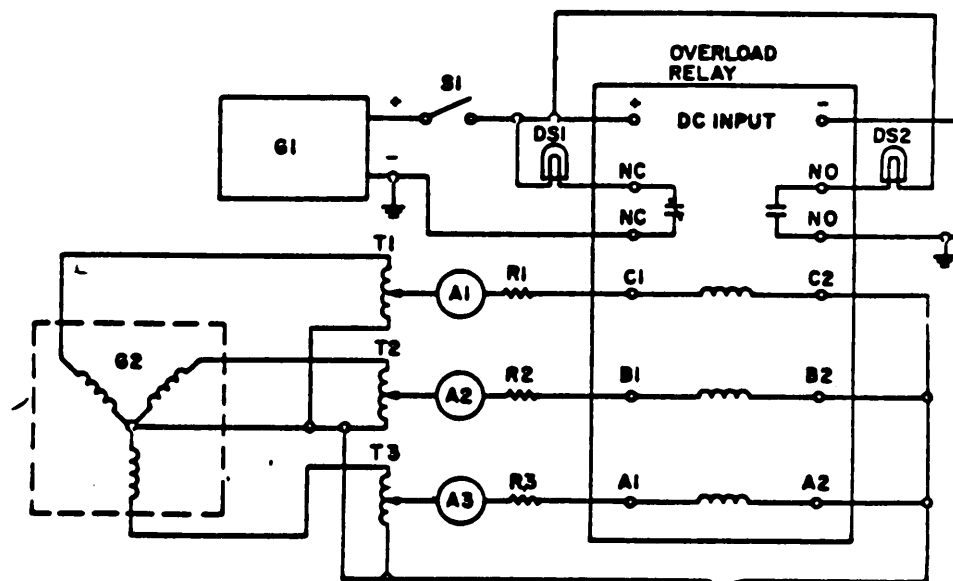 OVERLOAD
RELAY
S1
+
+
DC INPUT
-
G1
DS1
DS2
-
NC
NO
NC
NO
T1
A1
R1
C1
C2
G2
T2
A2
R2
B1
B2
T3
A3
R3
A1
A2